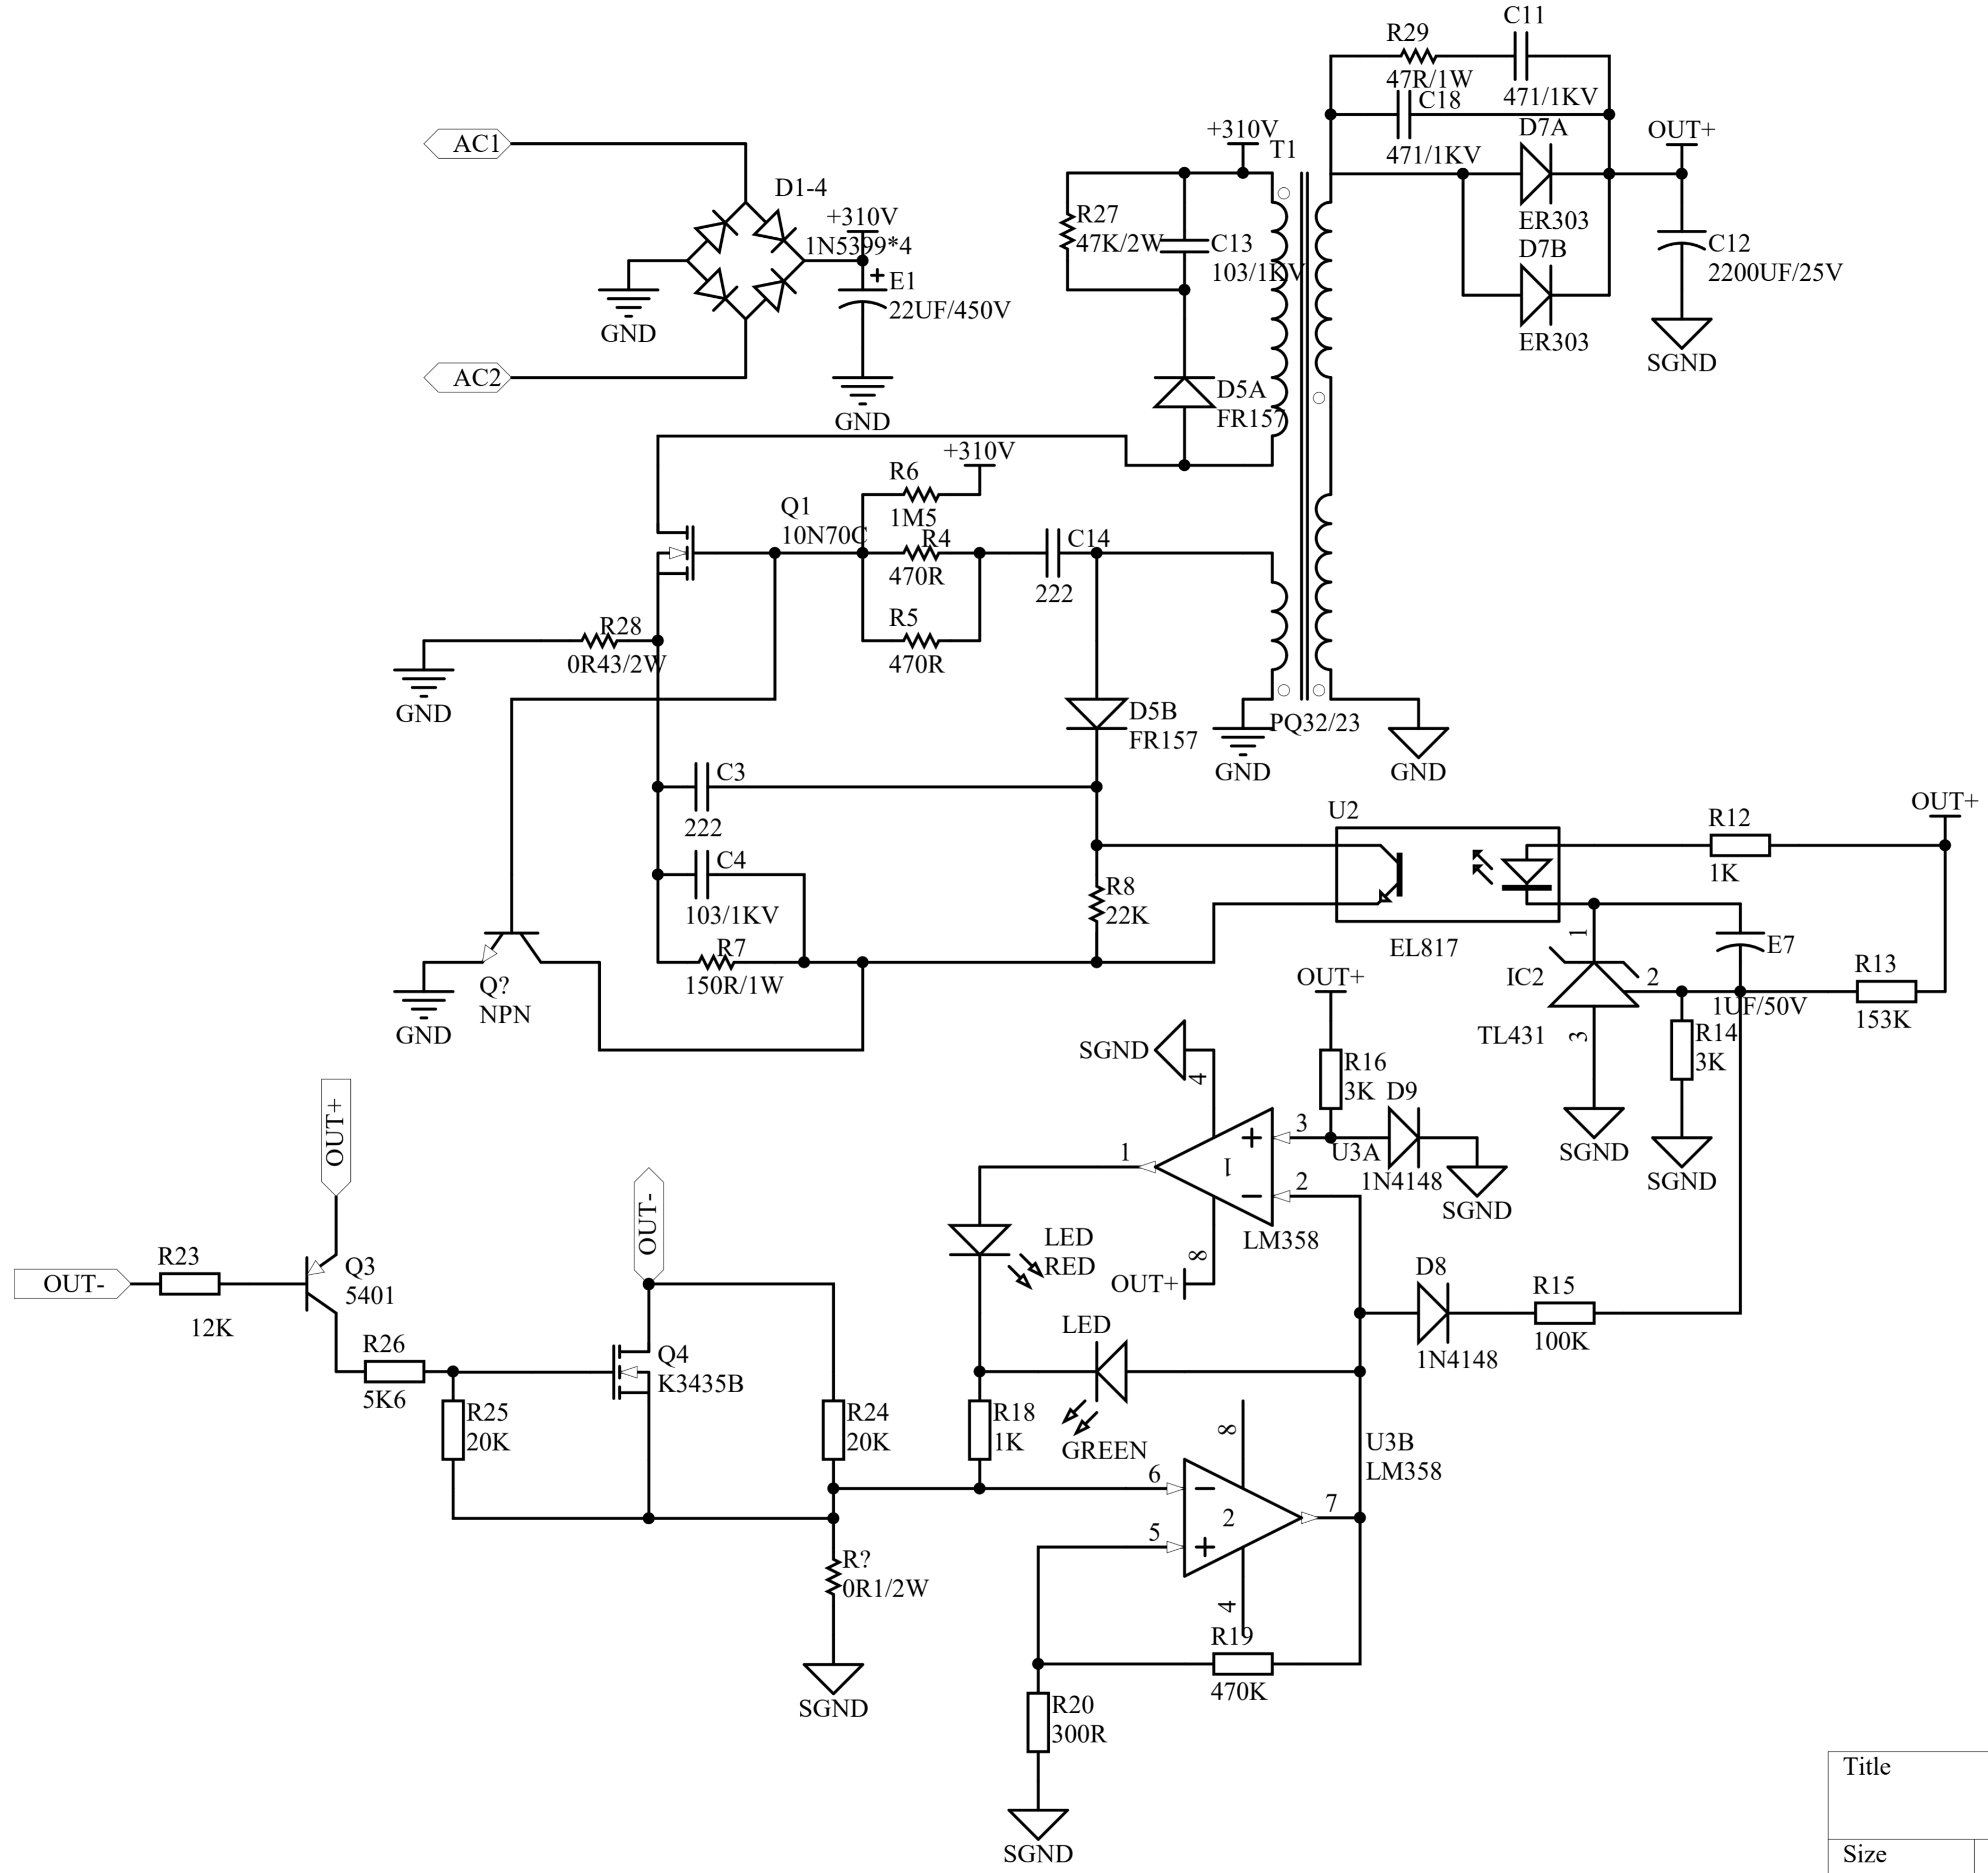 C11
R29
47R/1W
471/1KV
C18
471/1KV
D7A
ER303
D7B
ER303
OUT+
C12
2200UF/25V
SGND
AC1
D1-4
+310V
1N5399*4
E1
22UF/450V
GND
AC2
GND
+310V
T1
R27
47K/2W
C13
103/1KV
D5A
FR157
+310V
R6
1M5
Q1
10N70C
R4
470R
C14
222
R5
470R
R28
0R43/2W
GND
D5B
FR157
PQ32/23
GND
GND
C3
222
C4
103/1KV
R8
22K
R7
150R/1W
Q?
NPN
GND
U2
EL817
R12
1K
OUT+
E7
1UF/50V
1
IC2
2
TL431
3
R13
153K
R14
3K
SGND
SGND
OUT+
R16
3K
D9
1N4148
SGND
SGND
4
3
U3A
1
1
2
LM358
8
OUT+
LED
RED
D8
1N4148
R15
100K
LED
GREEN
OUT+
OUT-
OUT-
R23
12K
Q3
5401
R26
5K6
Q4
K3435B
R25
20K
R24
20K
R18
1K
8
U3B
LM358
6
2
7
5
4
R?
0R1/2W
SGND
R19
470K
R20
300R
SGND
Title
Size